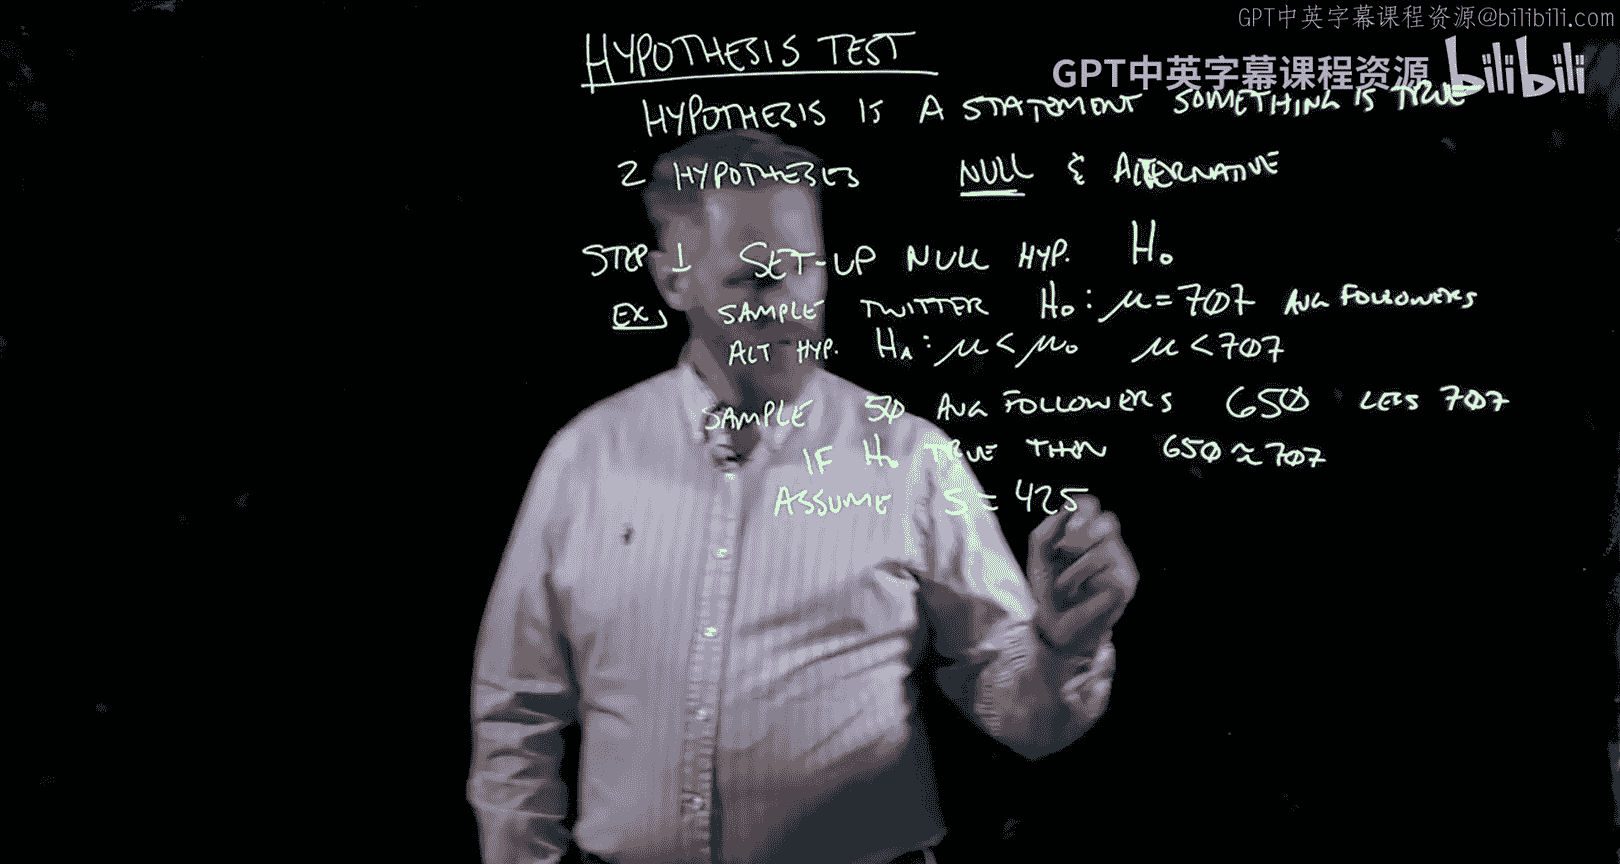 GPT中英字幕课程资源@bilibili.com
GPT中英字幕课程资源 bilibili
HYPOTHESIS TEST
HYPOTHESIS IS A STATEMENT SOMETHING IS TRUE
2 HYPOTHESES NULL & ALTERNATIVE
STEP 1 SET-UP NULL HYP. H₀
EX, SAMPLE TWITTER H₀: μ = 707 AVG FOLLOWERS
ALT HYP. Hᴀ: μ < μ₀ μ < 707
SAMPLE 50 AVG FOLLOWERS 650 LESS 707
IF H₀ TRUE THEN 650 ≈ 707
ASSUME S = 425